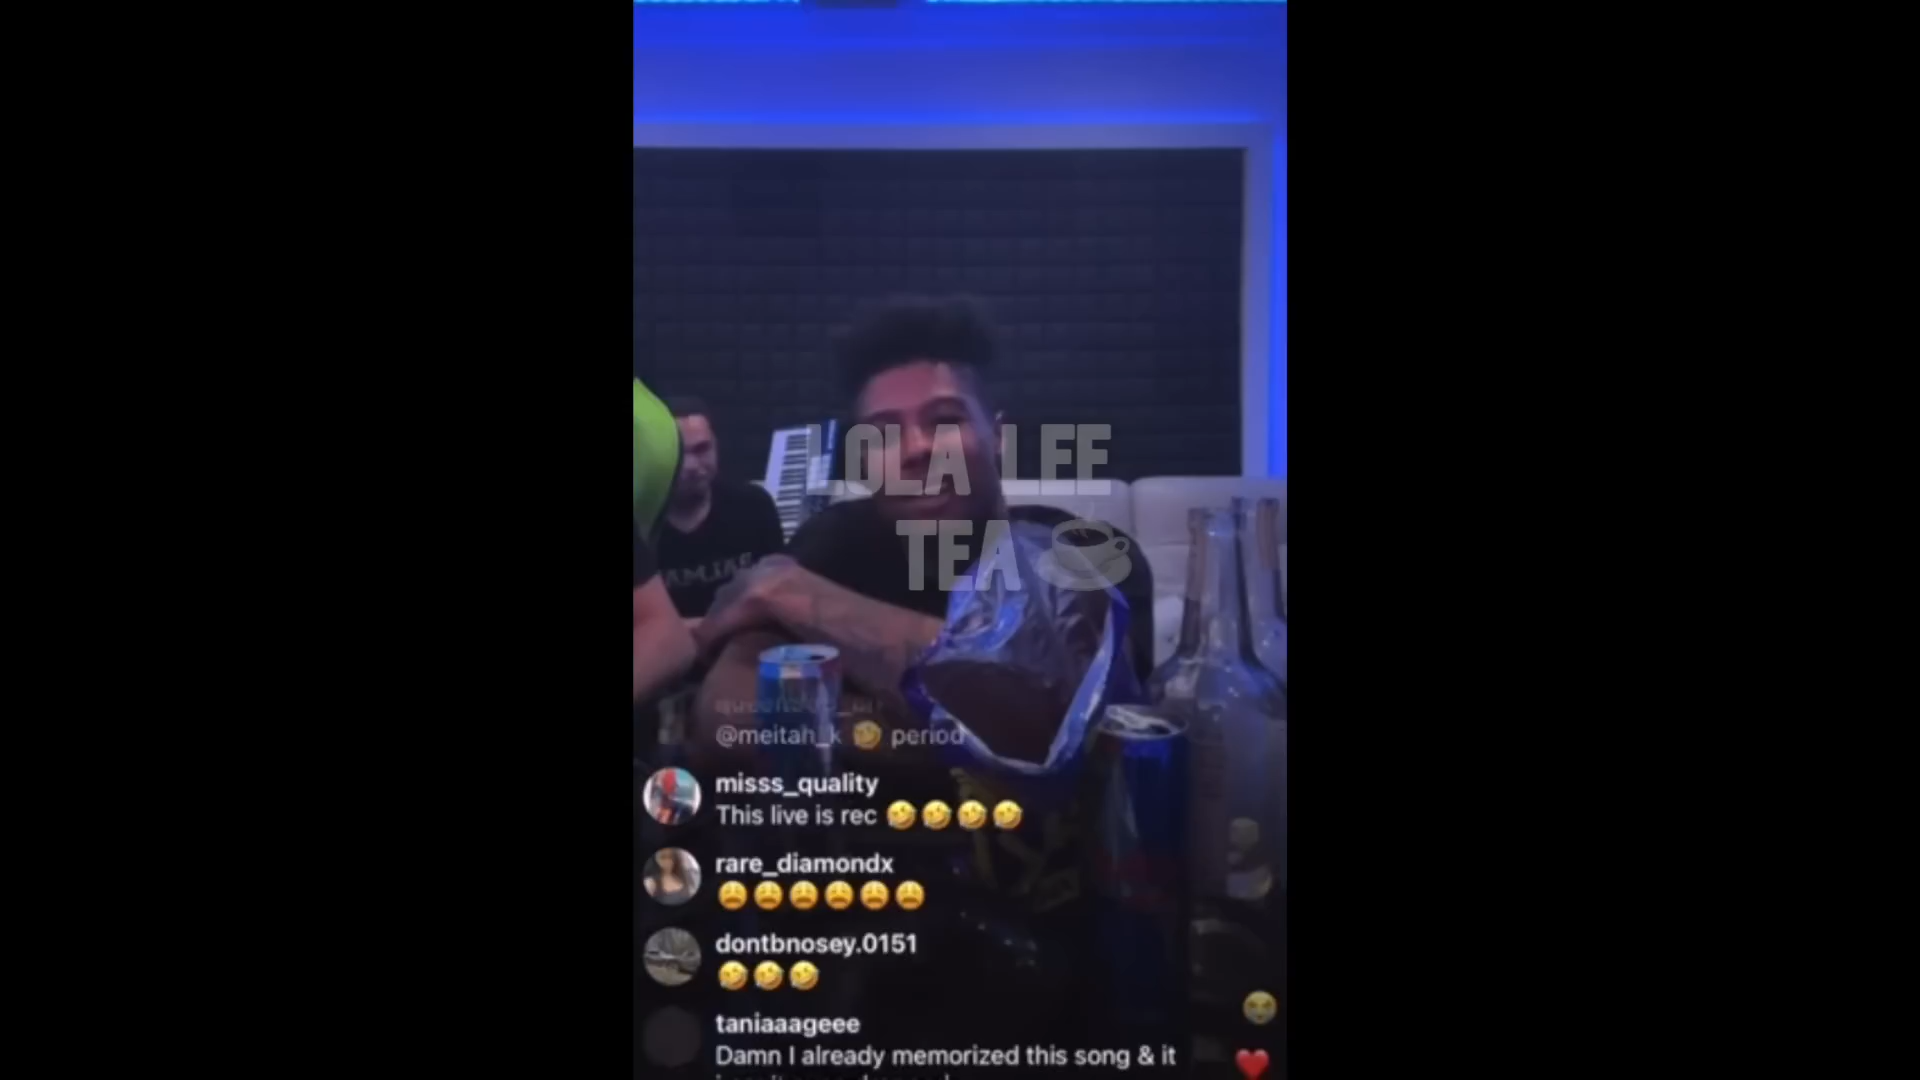 LOLA LEE
TEA
@meitah_k 🤣 period
misss_quality
This live is rec 🤣🤣🤣🤣
rare_diamondx
😩😩😩😩😩😩
dontbnosey.0151
🤣🤣🤣
taniaaageee
Damn I already memorized this song & it